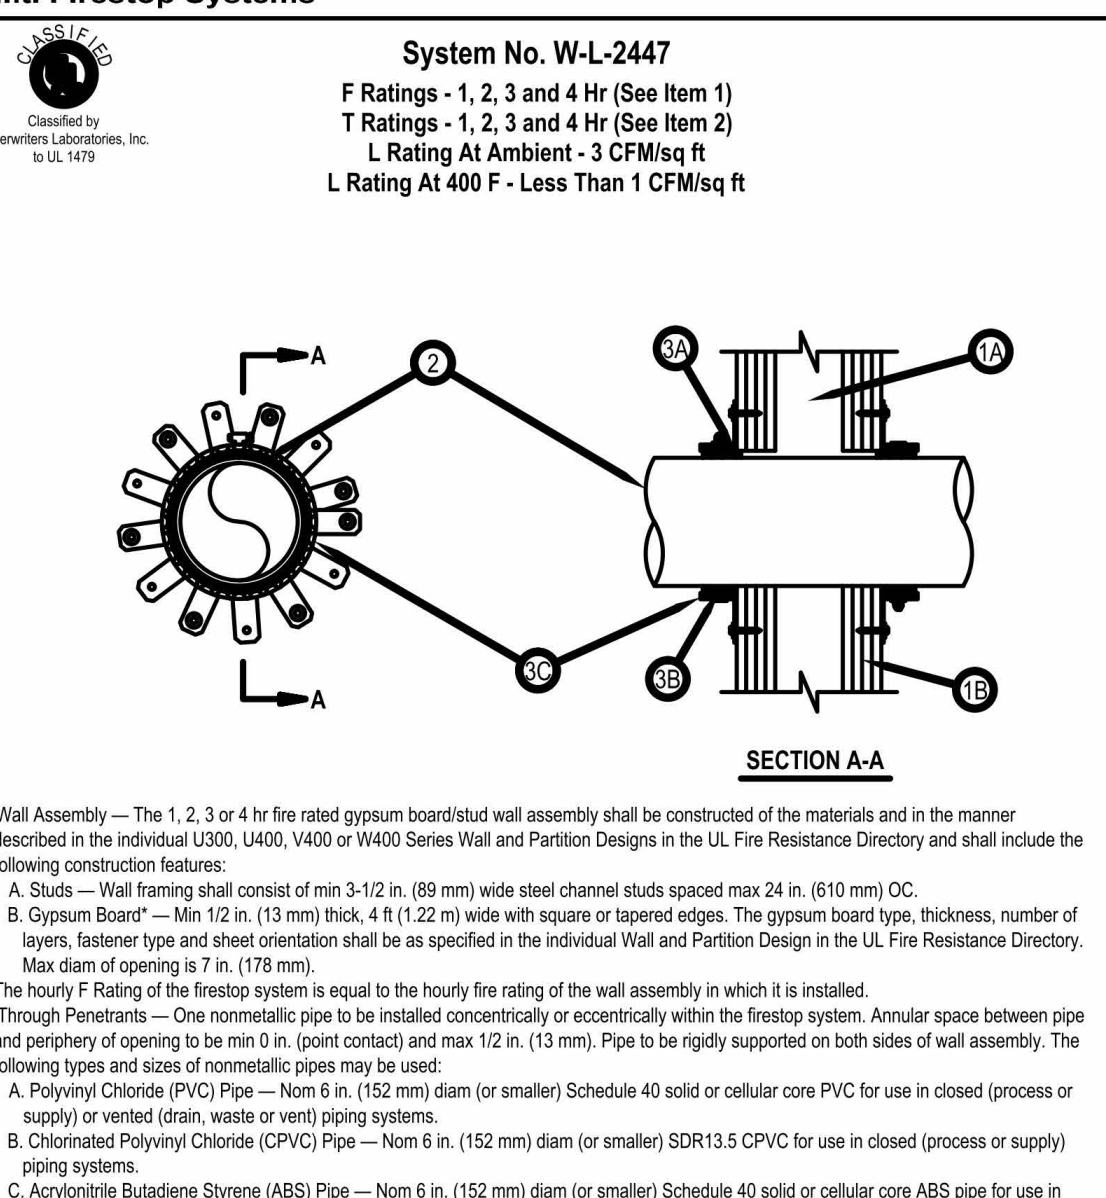 Firestop Systems
CLASSIFIED
Classified by
erwriters Laboratories, Inc.
to UL 1479
System No. W-L-2447
F Ratings - 1, 2, 3 and 4 Hr (See Item 1)
T Ratings - 1, 2, 3 and 4 Hr (See Item 2)
L Rating At Ambient - 3 CFM/sq ft
L Rating At 400 F - Less Than 1 CFM/sq ft
A
2
3A
1A
3C
3B
1B
A
SECTION A-A
Wall Assembly — The 1, 2, 3 or 4 hr fire rated gypsum board/stud wall assembly shall be constructed of the materials and in the manner
described in the individual U300, U400, V400 or W400 Series Wall and Partition Designs in the UL Fire Resistance Directory and shall include the
ollowing construction features:
A. Studs — Wall framing shall consist of min 3-1/2 in. (89 mm) wide steel channel studs spaced max 24 in. (610 mm) OC.
B. Gypsum Board* — Min 1/2 in. (13 mm) thick, 4 ft (1.22 m) wide with square or tapered edges. The gypsum board type, thickness, number of
layers, fastener type and sheet orientation shall be as specified in the individual Wall and Partition Design in the UL Fire Resistance Directory.
Max diam of opening is 7 in. (178 mm).
The hourly F Rating of the firestop system is equal to the hourly fire rating of the wall assembly in which it is installed.
Through Penetrants — One nonmetallic pipe to be installed concentrically or eccentrically within the firestop system. Annular space between pipe
and periphery of opening to be min 0 in. (point contact) and max 1/2 in. (13 mm). Pipe to be rigidly supported on both sides of wall assembly. The
ollowing types and sizes of nonmetallic pipes may be used:
A. Polyvinyl Chloride (PVC) Pipe — Nom 6 in. (152 mm) diam (or smaller) Schedule 40 solid or cellular core PVC for use in closed (process or
supply) or vented (drain, waste or vent) piping systems.
B. Chlorinated Polyvinyl Chloride (CPVC) Pipe — Nom 6 in. (152 mm) diam (or smaller) SDR13.5 CPVC for use in closed (process or supply)
piping systems.
C. Acrylonitrile Butadiene Styrene (ABS) Pipe — Nom 6 in. (152 mm) diam (or smaller) Schedule 40 solid or cellular core ABS pipe for use in